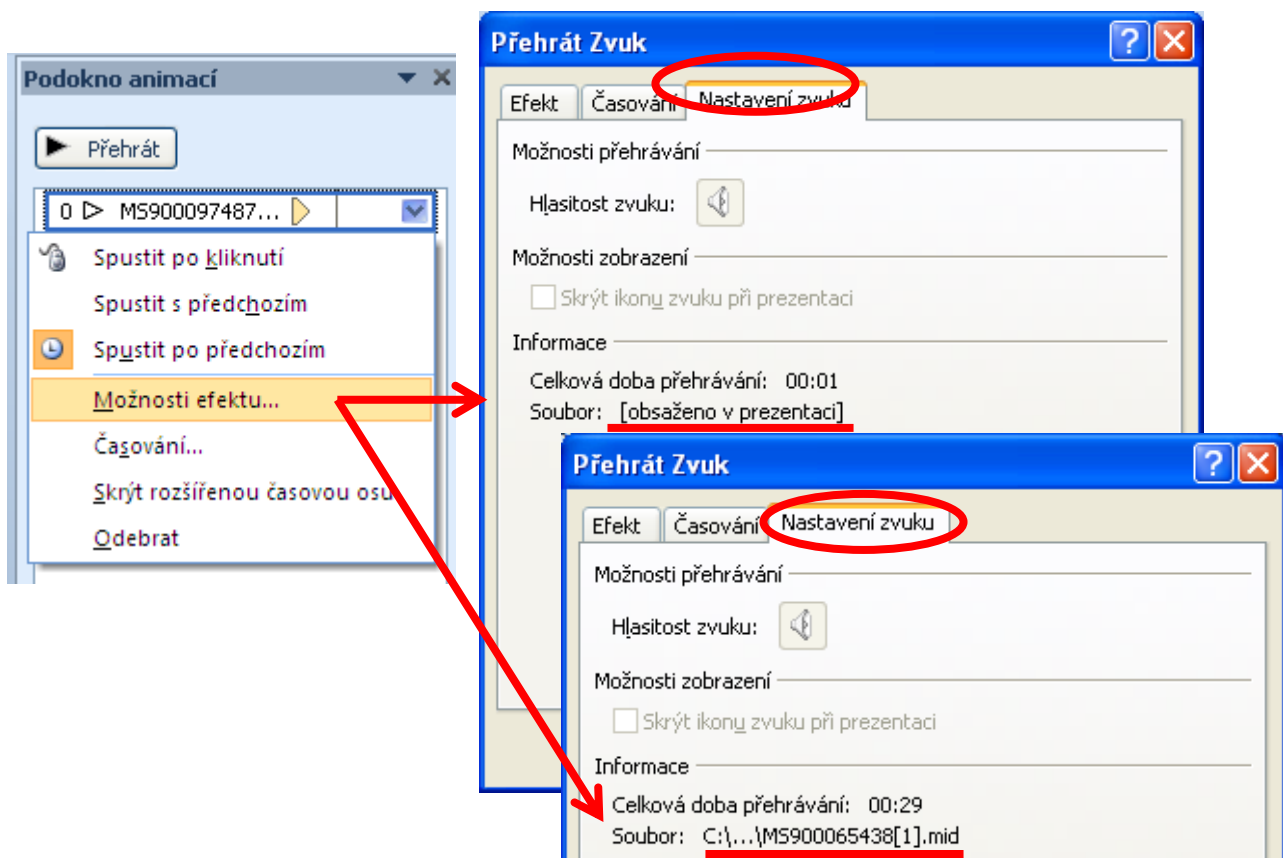 Podokno animací
Přehrát
0 MS900097487...
Spustit po kliknutí
Spustit s předchozím
Spustit po předchozím
Možnosti efektu...
Časování...
Skrýt rozšířenou časovou osu
Odebrat
Přehrát Zvuk
Efekt Časování Nastavení zvuku
Možnosti přehrávání
Hlasitost zvuku:
Možnosti zobrazení
Skrýt ikonu zvuku při prezentaci
Informace
Celková doba přehrávání: 00:01
Soubor: [obsaženo v prezentaci]
Přehrát Zvuk
Efekt Časování Nastavení zvuku
Možnosti přehrávání
Hlasitost zvuku:
Možnosti zobrazení
Skrýt ikonu zvuku při prezentaci
Informace
Celková doba přehrávání: 00:29
Soubor: C:\...\MS900065438[1].mid